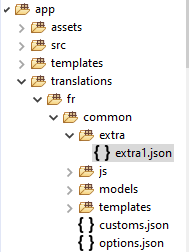 app
assets
src
templates
translations
fr
common
extra
extra1.json
js
models
templates
customs.json
options.json